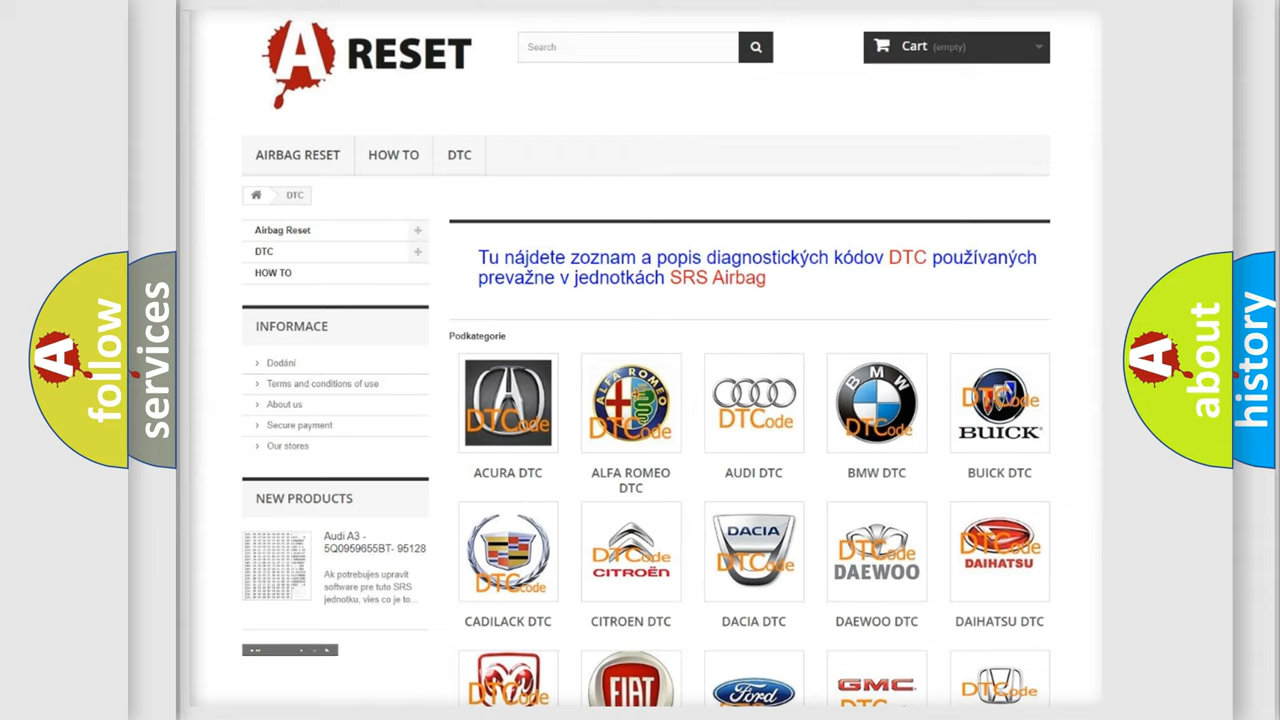 A RESET
Search
Cart (empty)
AIRBAG RESET
HOW TO
DTC
DTC
Airbag Reset
DTC
HOW TO
Tu nájdete zoznam a popis diagnostických kódov DTC používaných
prevažne v jednotkách SRS Airbag
INFORMACE
Dodání
Terms and conditions of use
About us
Secure payment
Our stores
NEW PRODUCTS
Audi A3 -
5Q0959655BT- 95128
Ak potrebujes upravit
software pre tuto SRS
jednotku, vies co je to...
Podkategorie
DTCode
ALFA ROMEO
DTCode
DTCode
BMW
DTCode
DTCode
BUICK
ACURA DTC
ALFA ROMEO
DTC
AUDI DTC
BMW DTC
BUICK DTC
DTCode
DTCode
CITROËN
DACIA
DTCode
DTCode
DAEWOO
DTCode
DAIHATSU
CADILACK DTC
CITROEN DTC
DACIA DTC
DAEWOO DTC
DAIHATSU DTC
DTCode
FIAT
Ford
GMC
DTCode
A follow
services
A about
history